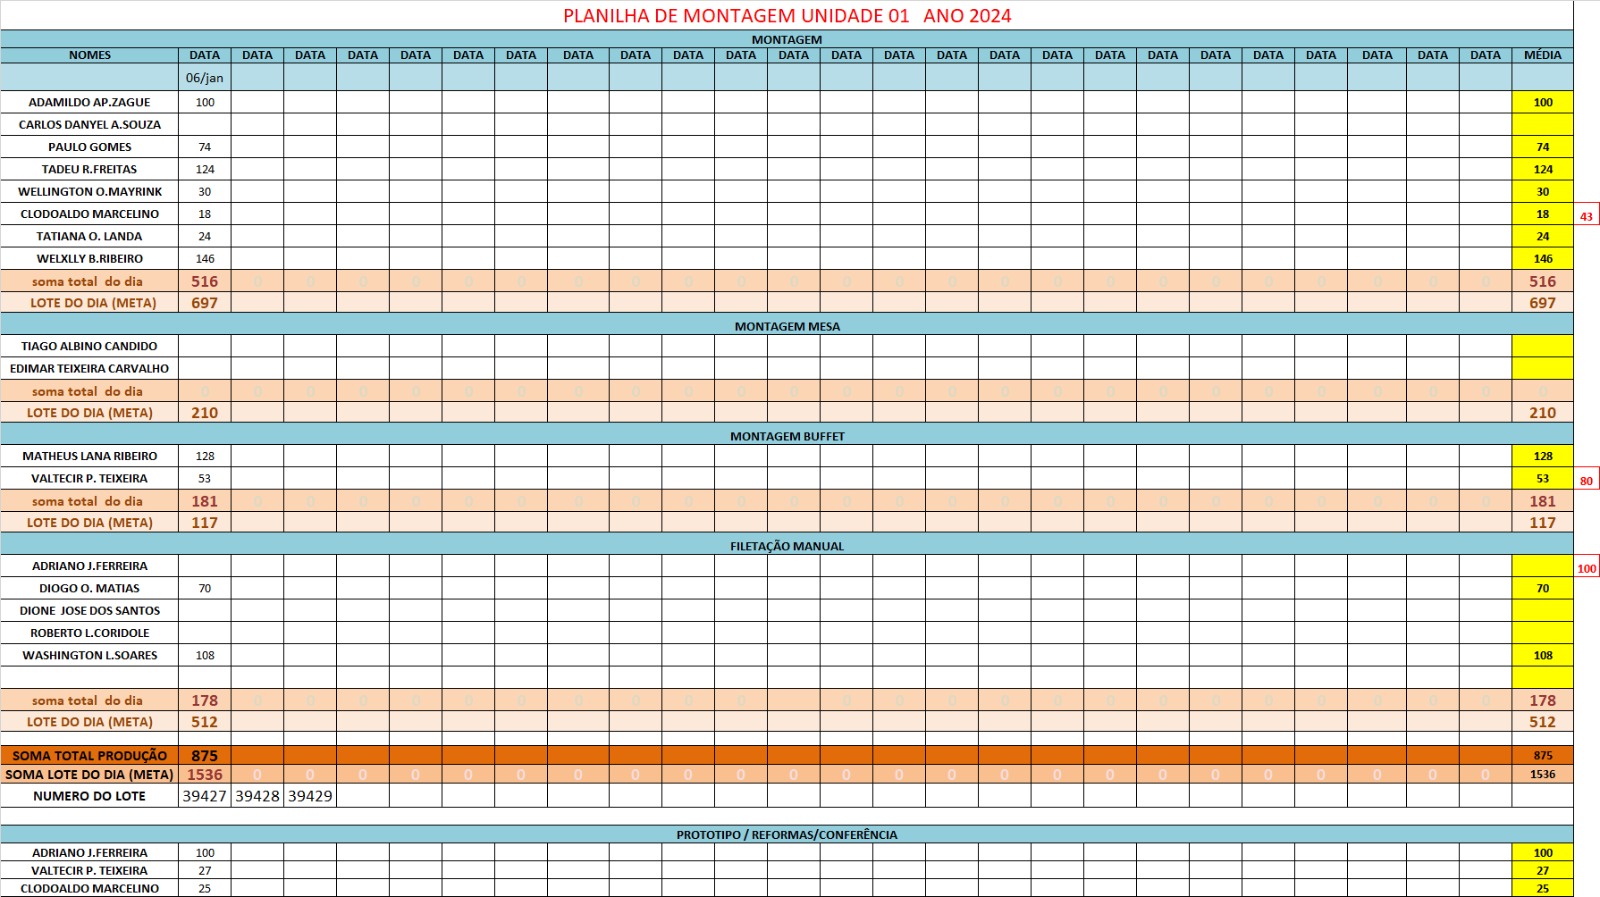 PLANILHA DE MONTAGEM UNIDADE 01 ANO 2024
MONTAGEM
NOMES DATA DATA DATA DATA DATA DATA DATA DATA DATA DATA DATA DATA DATA DATA DATA DATA DATA DATA DATA DATA DATA DATA DATA DATA DATA MÉDIA
06/jan
ADAMILDO AP.ZAGUE 100 100
CARLOS DANYEL A.SOUZA
PAULO GOMES 74 74
TADEU R.FREITAS 124 124
WELLINGTON O.MAYRINK 30 30
CLODOALDO MARCELINO 18 18 43
TATIANA O. LANDA 24 24
WELXLLY B.RIBEIRO 146 146
soma total do dia 516 0 0 0 0 0 0 0 0 0 0 0 0 0 0 0 0 0 0 0 0 0 0 0 0 516
LOTE DO DIA (META) 697 697
MONTAGEM MESA
TIAGO ALBINO CANDIDO
EDIMAR TEIXEIRA CARVALHO
soma total do dia 0 0 0 0 0 0 0 0 0 0 0 0 0 0 0 0 0 0 0 0 0 0 0 0 0 0
LOTE DO DIA (META) 210 210
MONTAGEM BUFFET
MATHEUS LANA RIBEIRO 128 128
VALTECIR P. TEIXEIRA 53 53 80
soma total do dia 181 0 0 0 0 0 0 0 0 0 0 0 0 0 0 0 0 0 0 0 0 0 0 0 0 181
LOTE DO DIA (META) 117 117
FILETAÇÃO MANUAL
ADRIANO J.FERREIRA 100
DIOGO O. MATIAS 70 70
DIONE JOSE DOS SANTOS
ROBERTO L.CORIDOLE
WASHINGTON L.SOARES 108 108
soma total do dia 178 0 0 0 0 0 0 0 0 0 0 0 0 0 0 0 0 0 0 0 0 0 0 0 178
LOTE DO DIA (META) 512 512
SOMA TOTAL PRODUÇÃO 875 875
SOMA LOTE DO DIA (META) 1536 0 0 0 0 0 0 0 0 0 0 0 0 0 0 0 0 0 0 0 0 0 0 0 0 1536
NUMERO DO LOTE 39427 39428 39429
PROTOTIPO / REFORMAS/CONFERÊNCIA
ADRIANO J.FERREIRA 100 100
VALTECIR P. TEIXEIRA 27 27
CLODOALDO MARCELINO 25 25